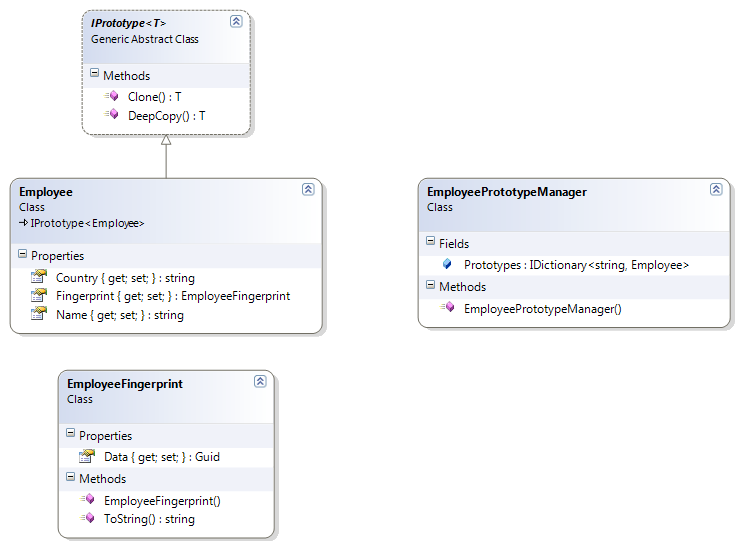 IPrototype<T>
Generic Abstract Class
Methods
Clone() : T
DeepCopy() : T
Employee
Class
IPrototype<Employee>
Properties
Country { get; set; } : string
Fingerprint { get; set; } : EmployeeFingerprint
Name { get; set; } : string
EmployeePrototypeManager
Class
Fields
Prototypes : IDictionary<string, Employee>
Methods
EmployeePrototypeManager()
EmployeeFingerprint
Class
Properties
Data { get; set; } : Guid
Methods
EmployeeFingerprint()
ToString() : string